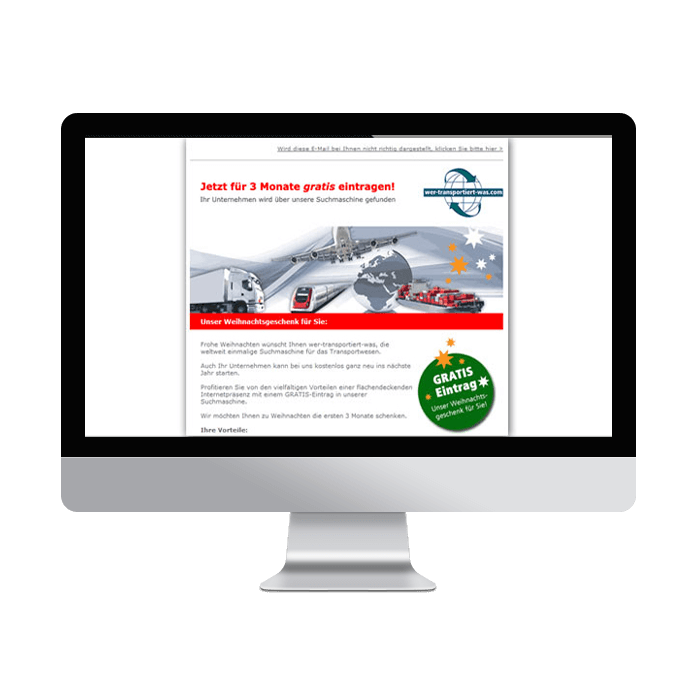 Wird diese E-Mail bei Ihnen nicht richtig dargestellt, klicken Sie bitte hier >
Jetzt für 3 Monate gratis eintragen!
Ihr Unternehmen wird über unsere Suchmaschine gefunden
wer-transportiert-was.com
Unser Weihnachtsgeschenk für Sie:
Frohe Weihnachten wünscht Ihnen wer-transportiert-was, die
weltweit einmalige Suchmaschine für das Transportwesen.
Auch Ihr Unternehmen kann bei uns kostenlos ganz neu ins nächste
Jahr starten.
Profitieren Sie von den vielfältigen Vorteilen einer flächendeckenden
Internetpräsenz mit einem GRATIS-Eintrag in unserer
Suchmaschine.
Wir möchten Ihnen zu Weihnachten die ersten 3 Monate schenken.
Ihre Vorteile:
GRATIS
Eintrag
Unser Weihnachts-
geschenk für Sie!